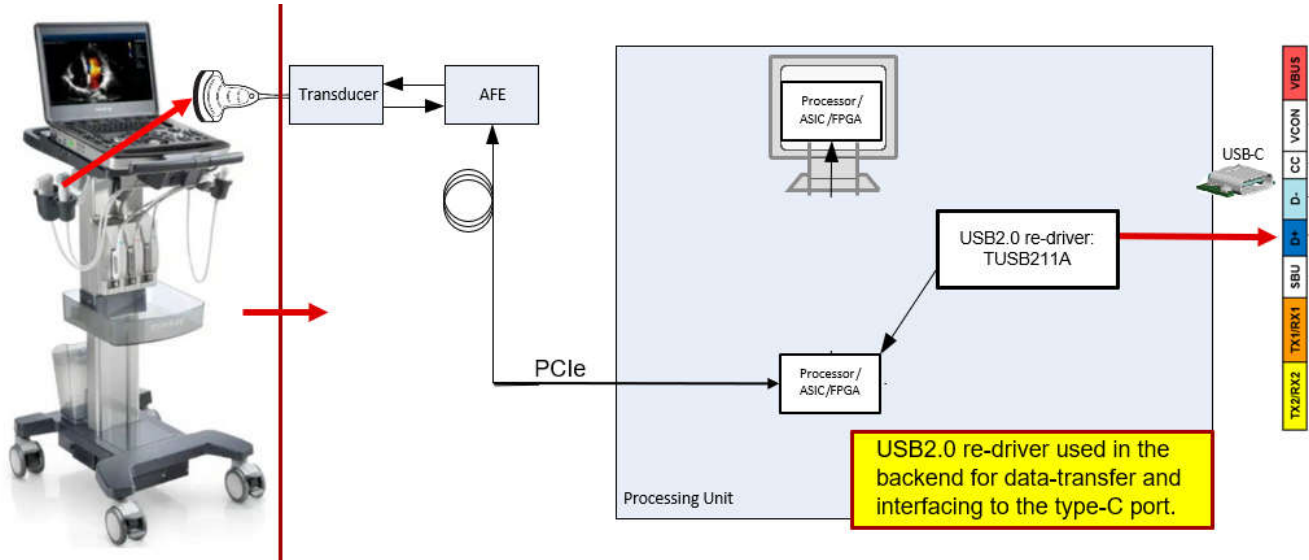 Transducer
AFE
Processor/
ASIC/FPGA
USB-C
VBUS
VCON
CC
D-
D+
SBU
TX1/RX1
TX2/RX2
USB2.0 re-driver:
TUSB211A
PCIe
Processor/
ASIC/FPGA
USB2.0 re-driver used in the
backend for data-transfer and
interfacing to the type-C port.
Processing Unit